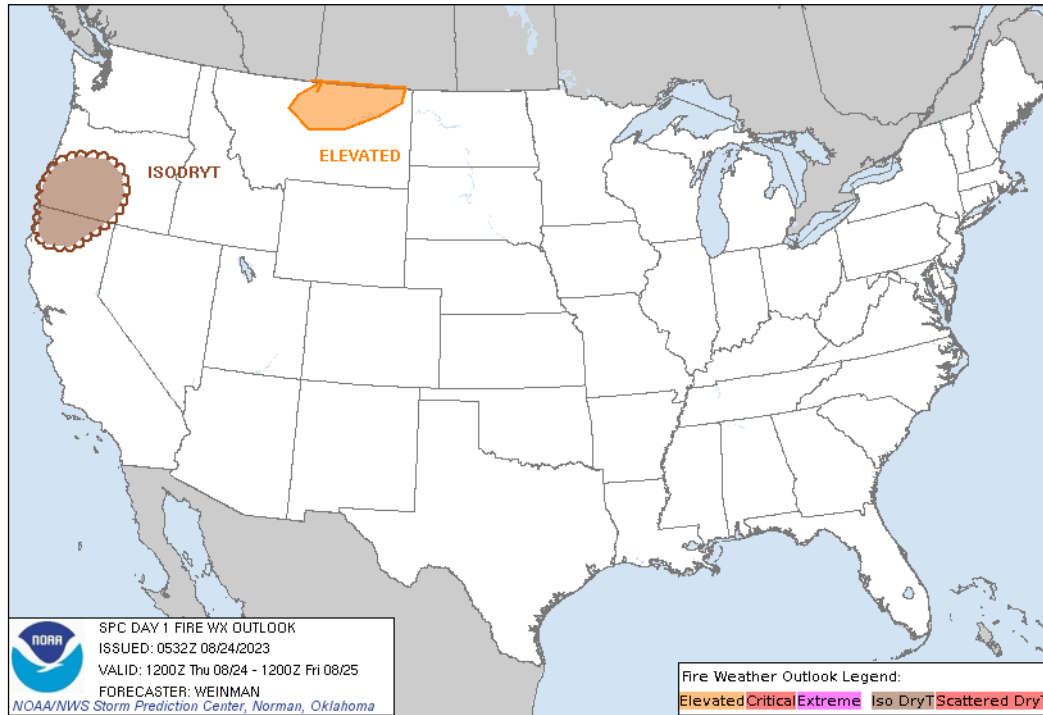 ISODRYT
ELEVATED
NOAA
SPC DAY 1 FIRE WX OUTLOOK
ISSUED: 0532Z 08/24/2023
VALID: 1200Z Thu 08/24 - 1200Z Fri 08/25
FORECASTER: WEINMAN
NOAA/NWS Storm Prediction Center, Norman, Oklahoma
Fire Weather Outlook Legend:
Elevated Critical Extreme Iso DryT Scattered DryT